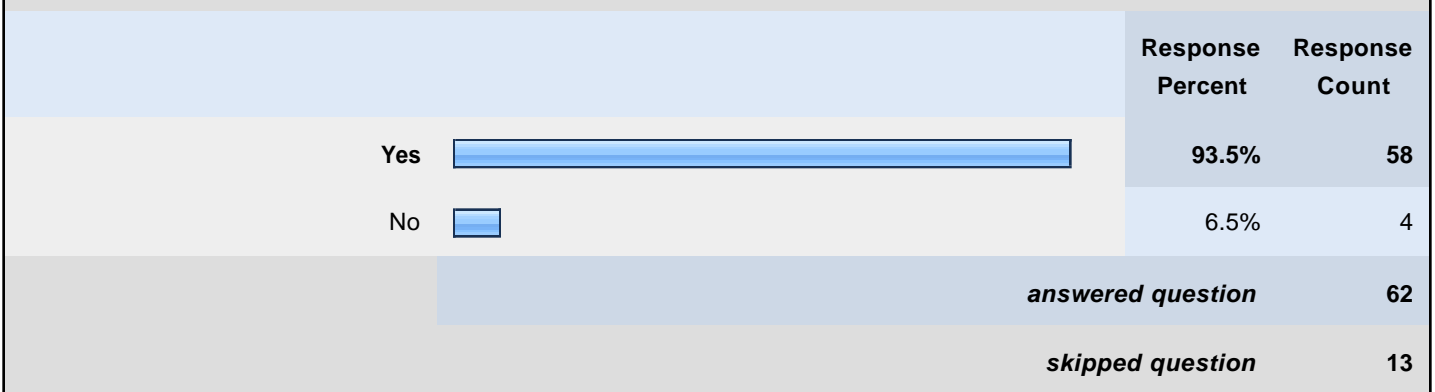 Response Response
Percent Count
Yes 93.5% 58
No 6.5% 4
answered question 62
skipped question 13